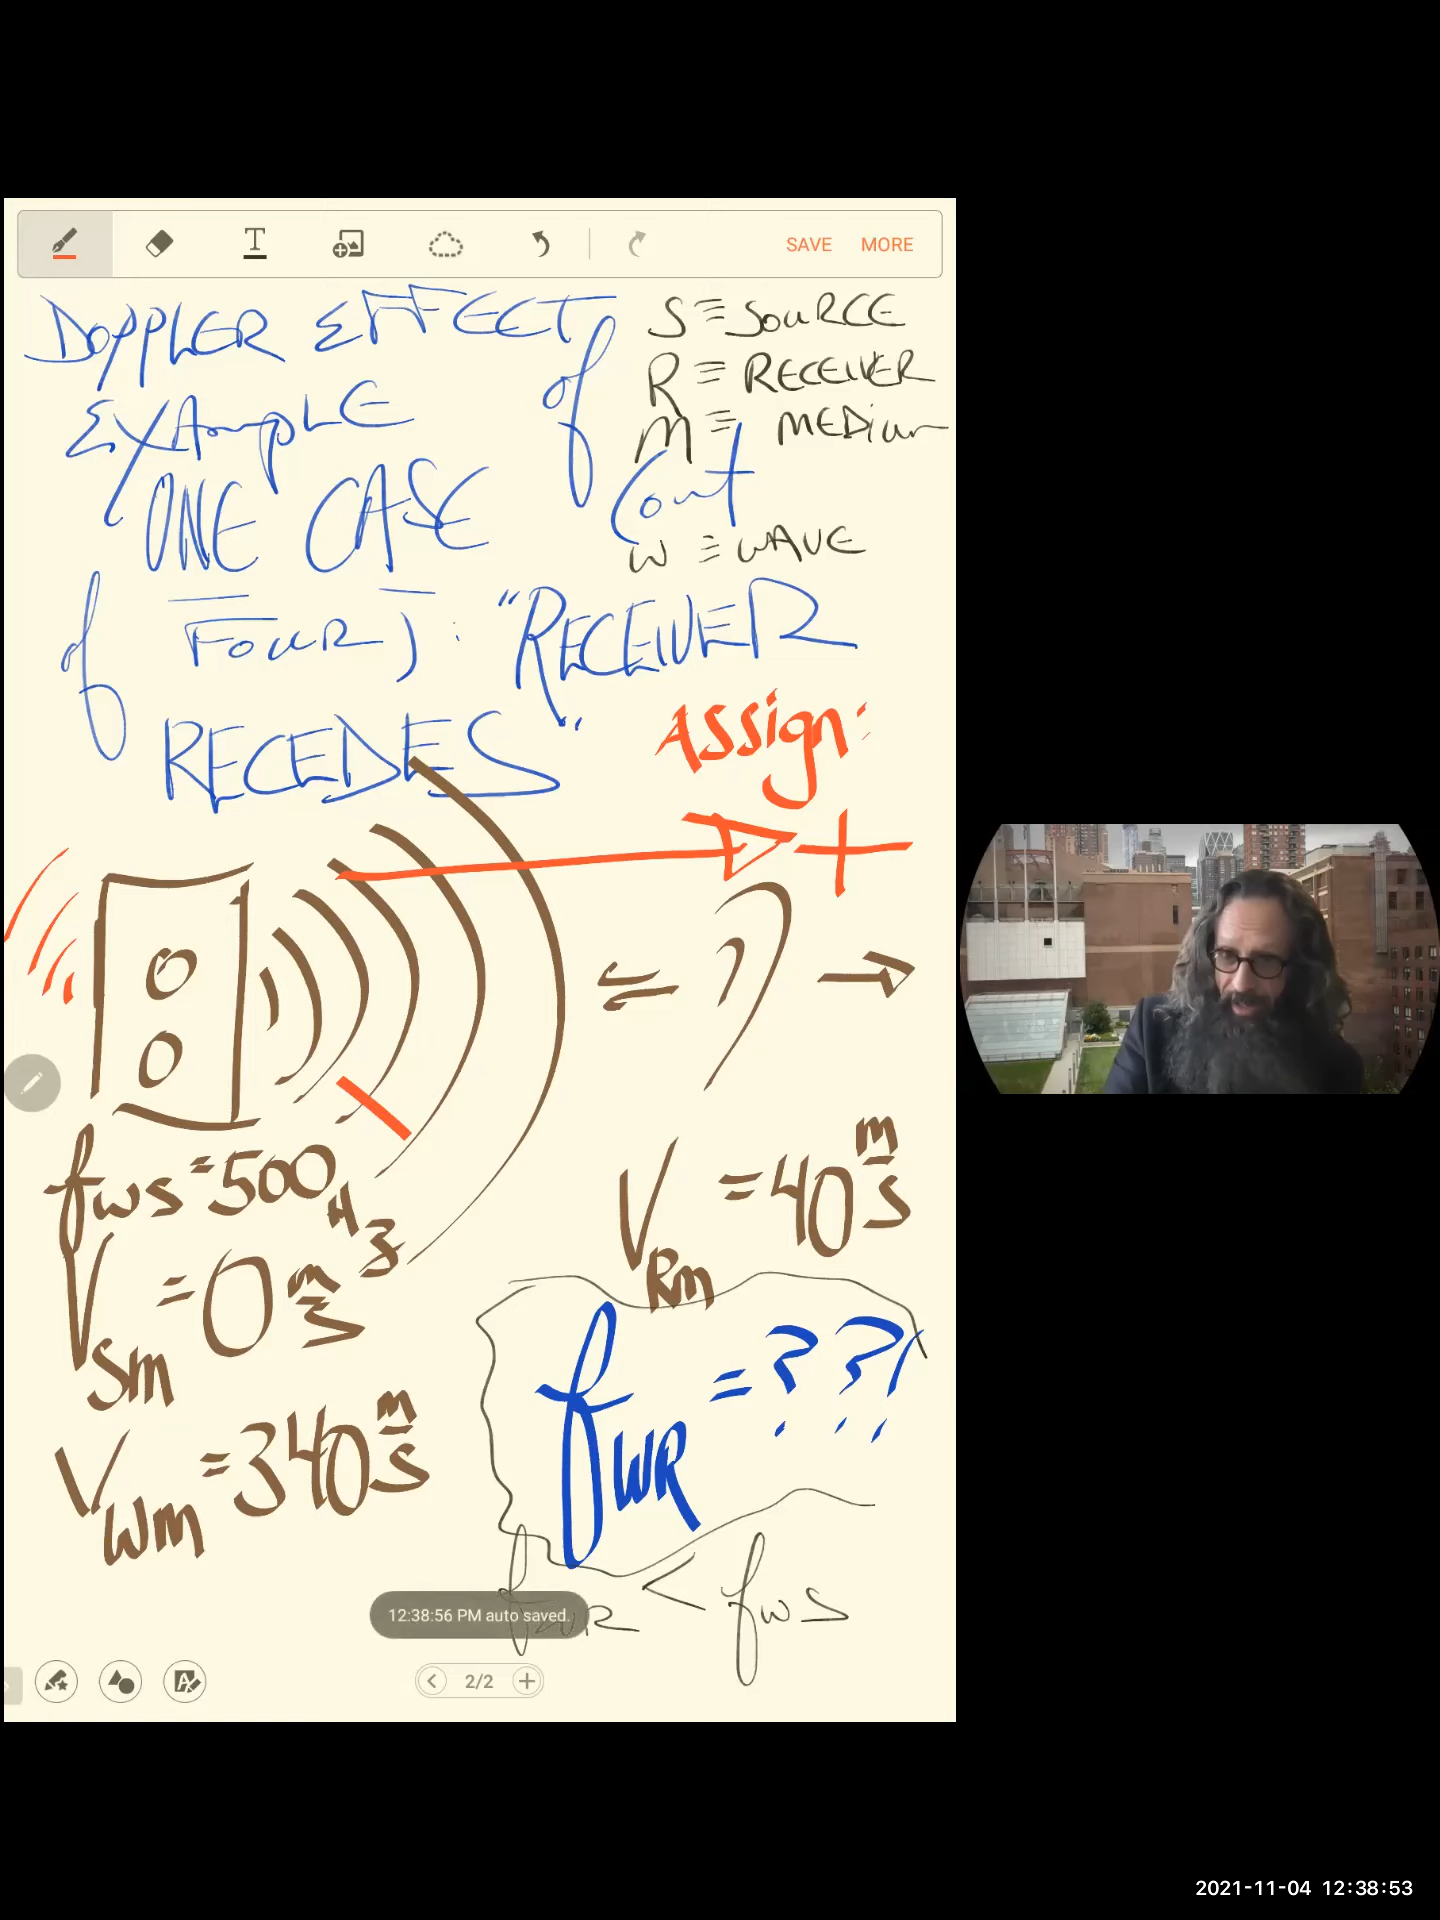 T
SAVE MORE
DOPPLER EFFECT
EXAMPLE of
ONE CASE (out
of FOUR): "RECEIVER
RECEDES"
S ≡ SOURCE
R ≡ RECEIVER
M ≡ MEDIUM
W ≡ WAVE
Assign:
+
fws = 500 Hz
VSM = 0 m/s
VWM = 340 m/s
VRM = 40 m/s
fWR = ???
fWR < fWS
12:38:56 PM auto saved.
2/2
2021-11-04 12:38:53